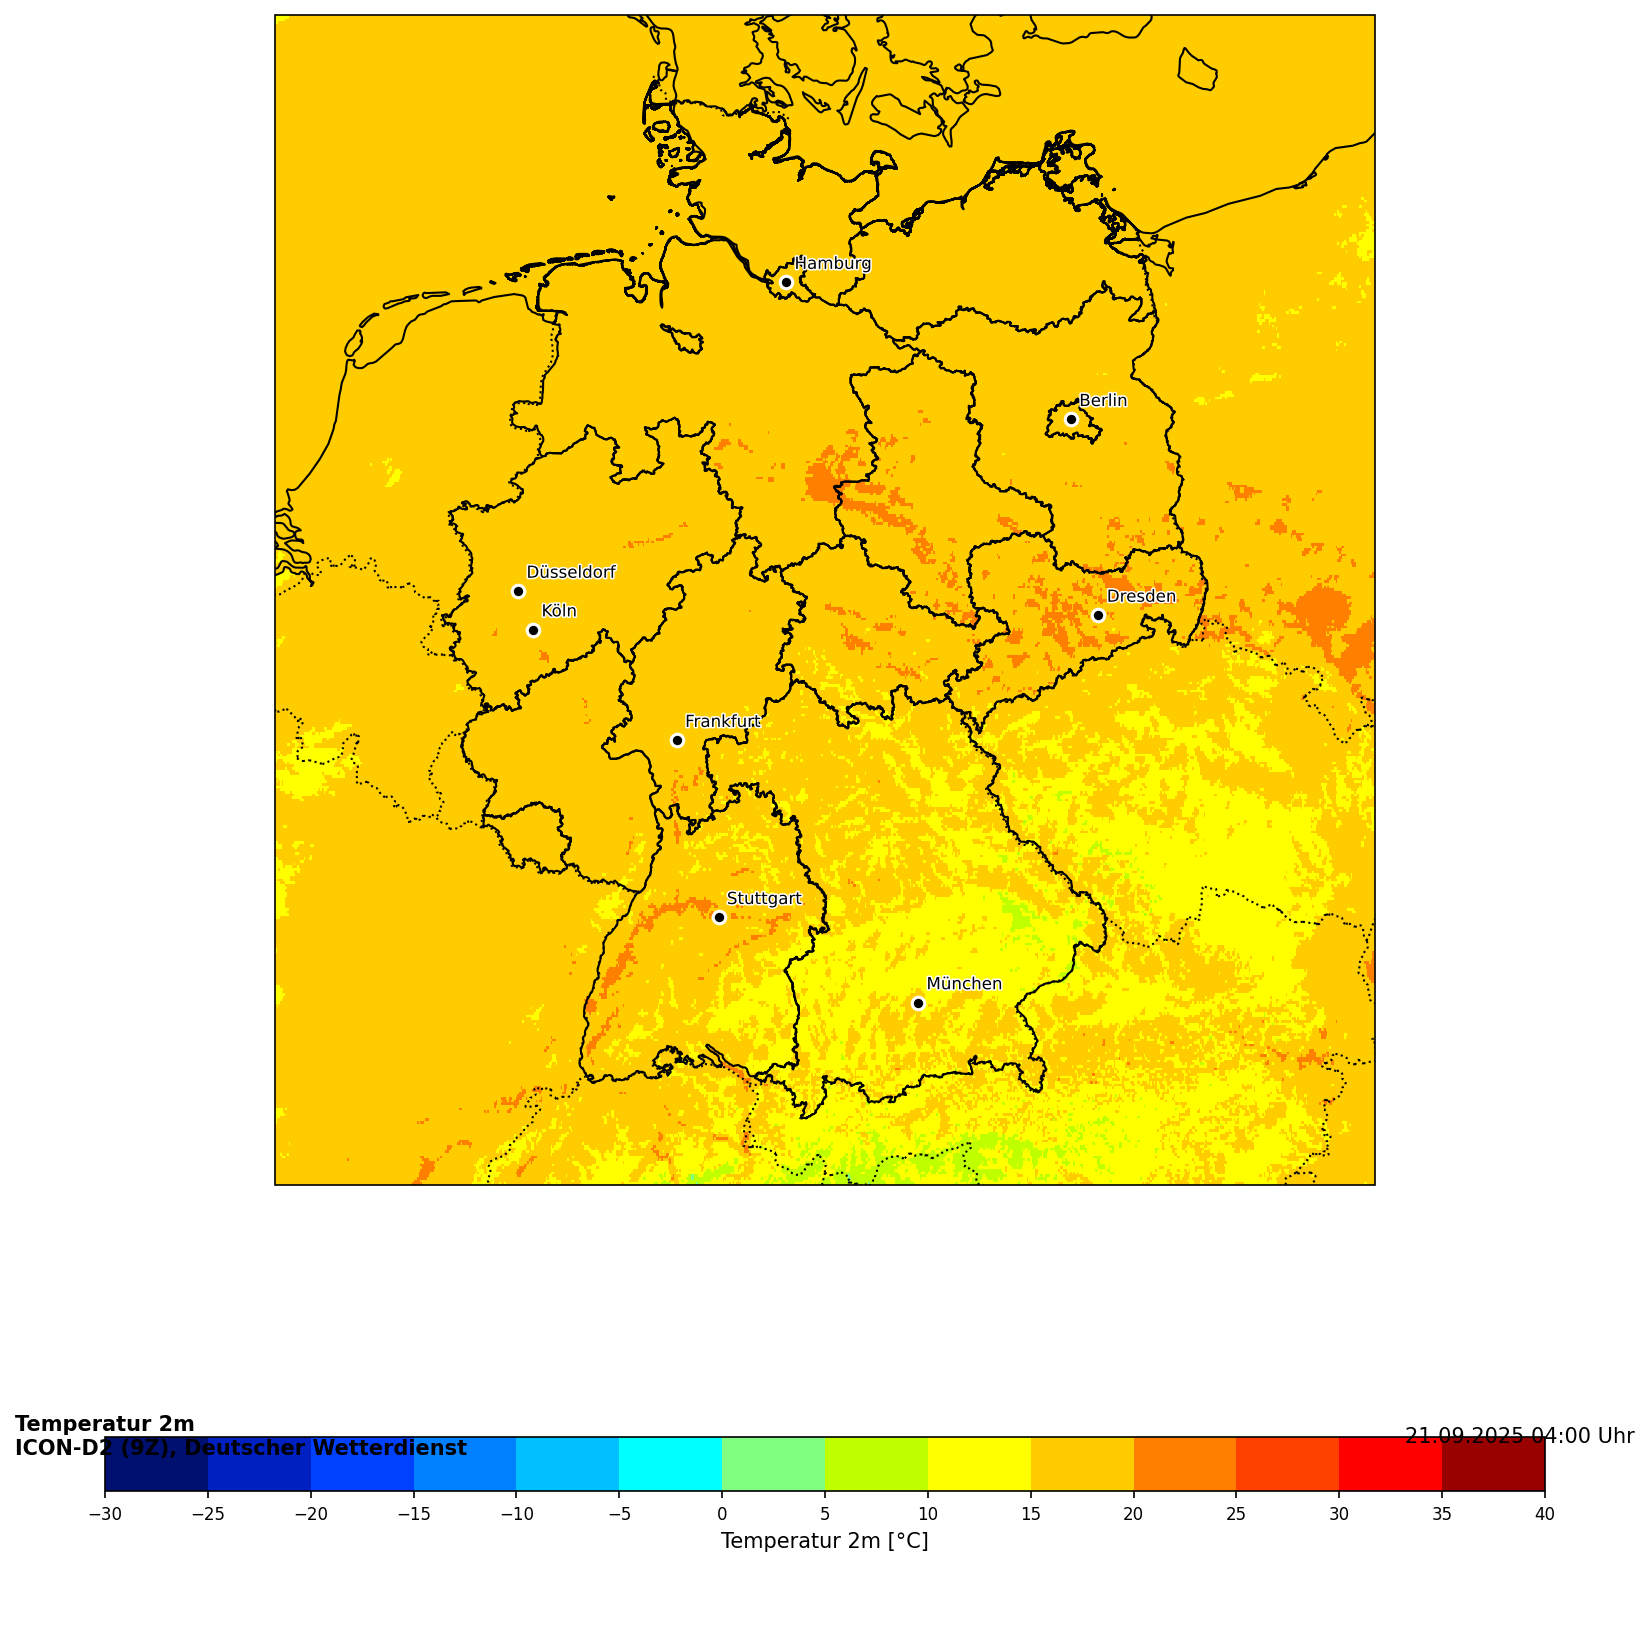 Hamburg
Berlin
Düsseldorf
Köln
Dresden
Frankfurt
Stuttgart
München
Temperatur 2m
ICON-D2 (9Z), Deutscher Wetterdienst
21.09.2025 04:00 Uhr
−30 −25 −20 −15 −10 −5 0 5 10 15 20 25 30 35 40
Temperatur 2m [°C]